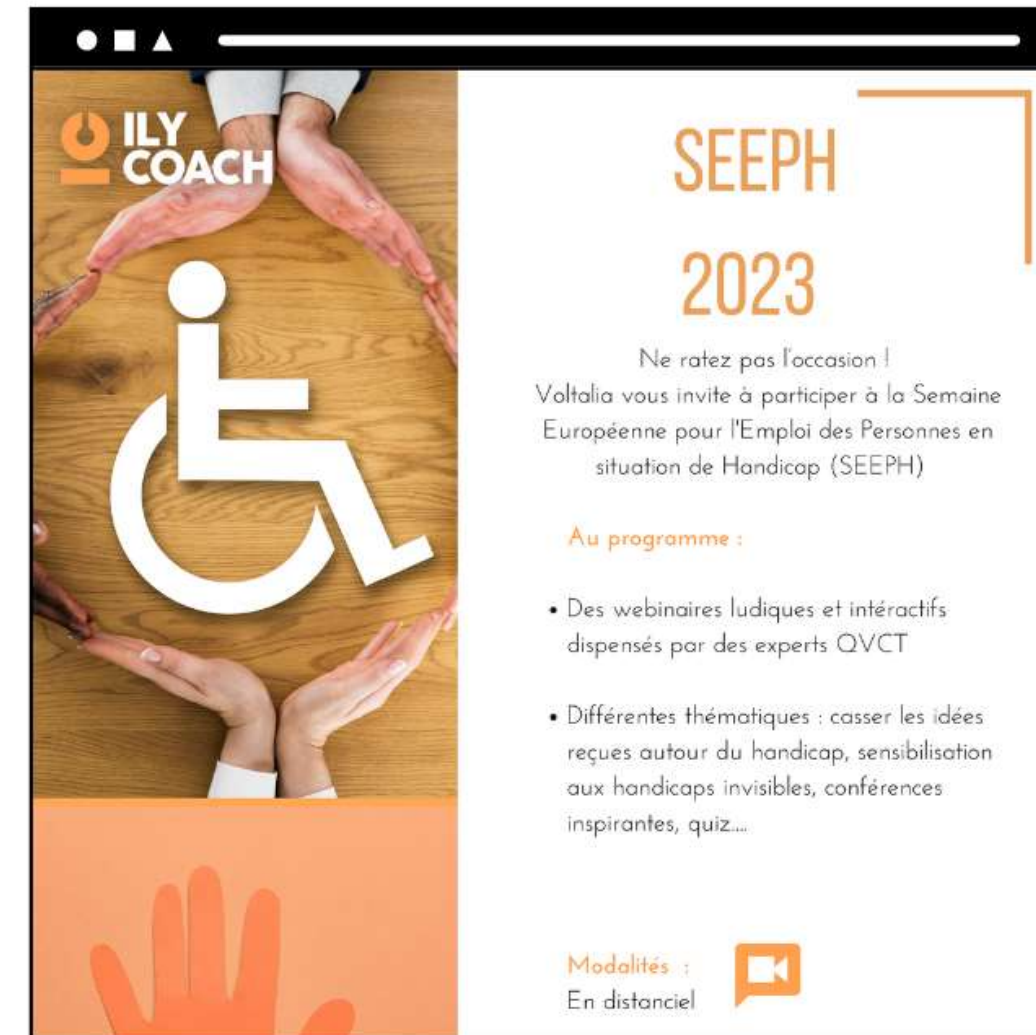 ILY
COACH
SEEPH
2023
Ne ratez pas l'occasion !
Voltalia vous invite à participer à la Semaine
Européenne pour l'Emploi des Personnes en
situation de Handicap (SEEPH)
Au programme :
• Des webinaires ludiques et intéractifs
dispensés par des experts QVCT
• Différentes thématiques : casser les idées
reçues autour du handicap, sensibilisation
aux handicaps invisibles, conférences
inspirantes, quiz....
Modalités :
En distanciel